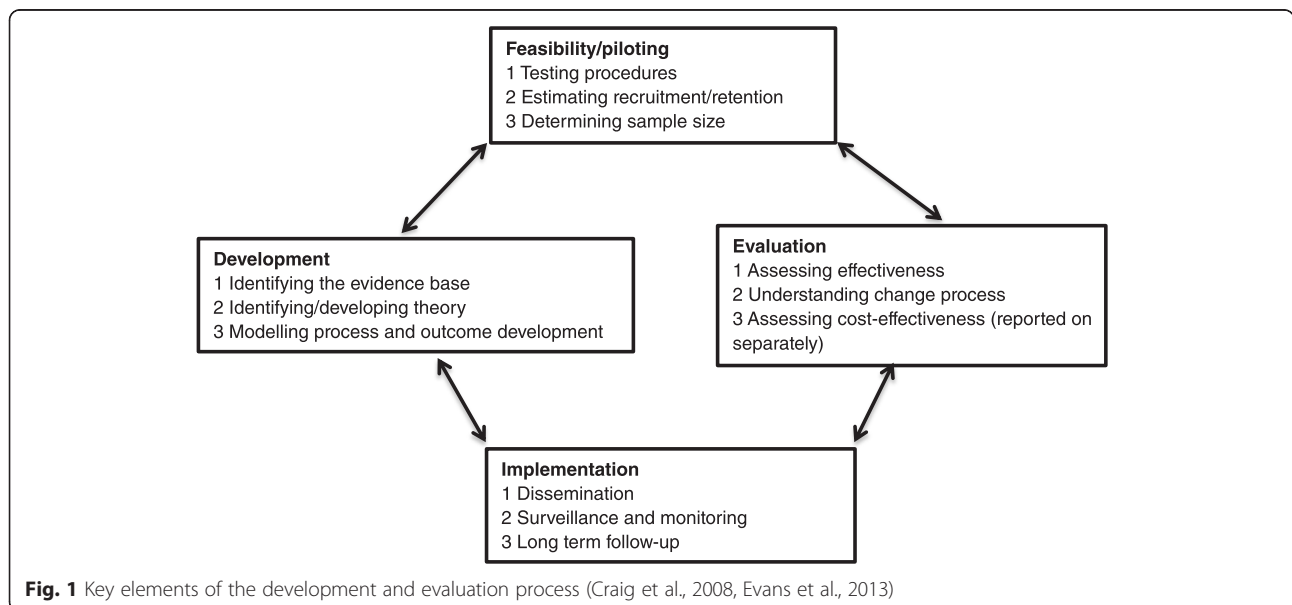 Feasibility/piloting
1 Testing procedures
2 Estimating recruitment/retention
3 Determining sample size
Development
1 Identifying the evidence base
2 Identifying/developing theory
3 Modelling process and outcome development
Evaluation
1 Assessing effectiveness
2 Understanding change process
3 Assessing cost-effectiveness (reported on
separately)
Implementation
1 Dissemination
2 Surveillance and monitoring
3 Long term follow-up
Fig. 1 Key elements of the development and evaluation process (Craig et al., 2008, Evans et al., 2013)